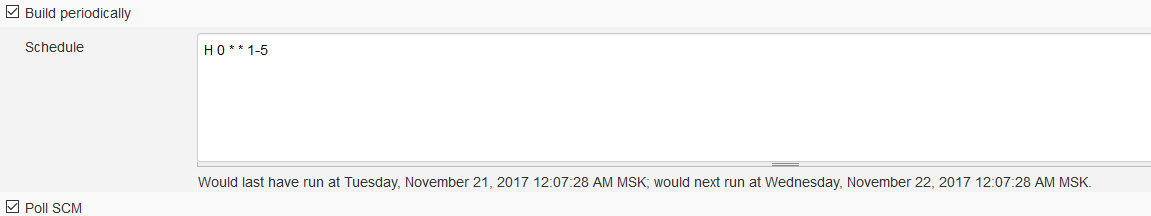 Build periodically
Schedule
H 0 * * 1-5
Would last have run at Tuesday, November 21, 2017 12:07:28 AM MSK; would next run at Wednesday, November 22, 2017 12:07:28 AM MSK.
Poll SCM